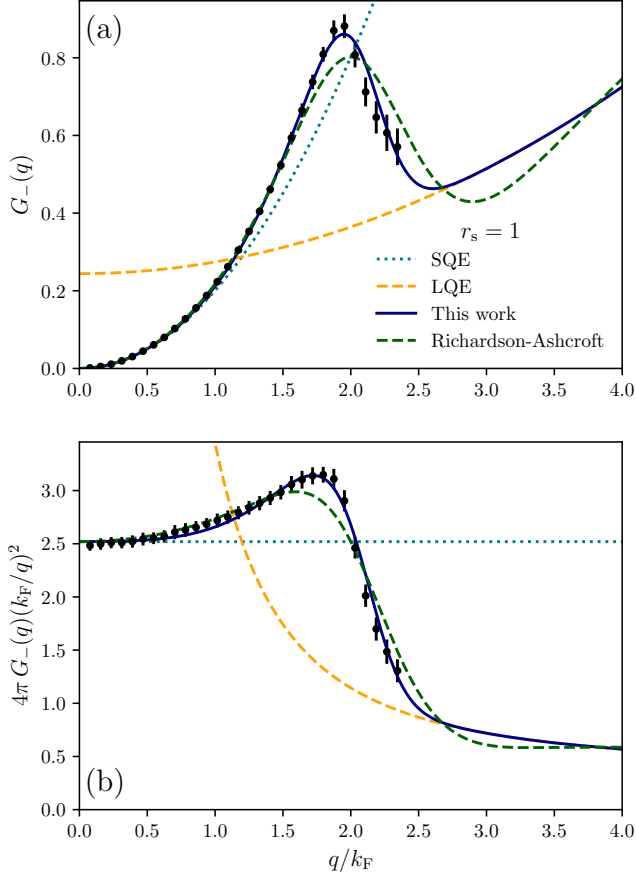 (a)
G₋(q)
0.8
0.6
0.4
0.2
0.0
r_s = 1
SQE
LQE
This work
Richardson-Ashcroft
0.0 0.5 1.0 1.5 2.0 2.5 3.0 3.5 4.0
(b)
4π G₋(q)(k_F/q)²
3.0
2.5
2.0
1.5
1.0
0.5
0.0
0.0 0.5 1.0 1.5 2.0 2.5 3.0 3.5 4.0
q/k_F